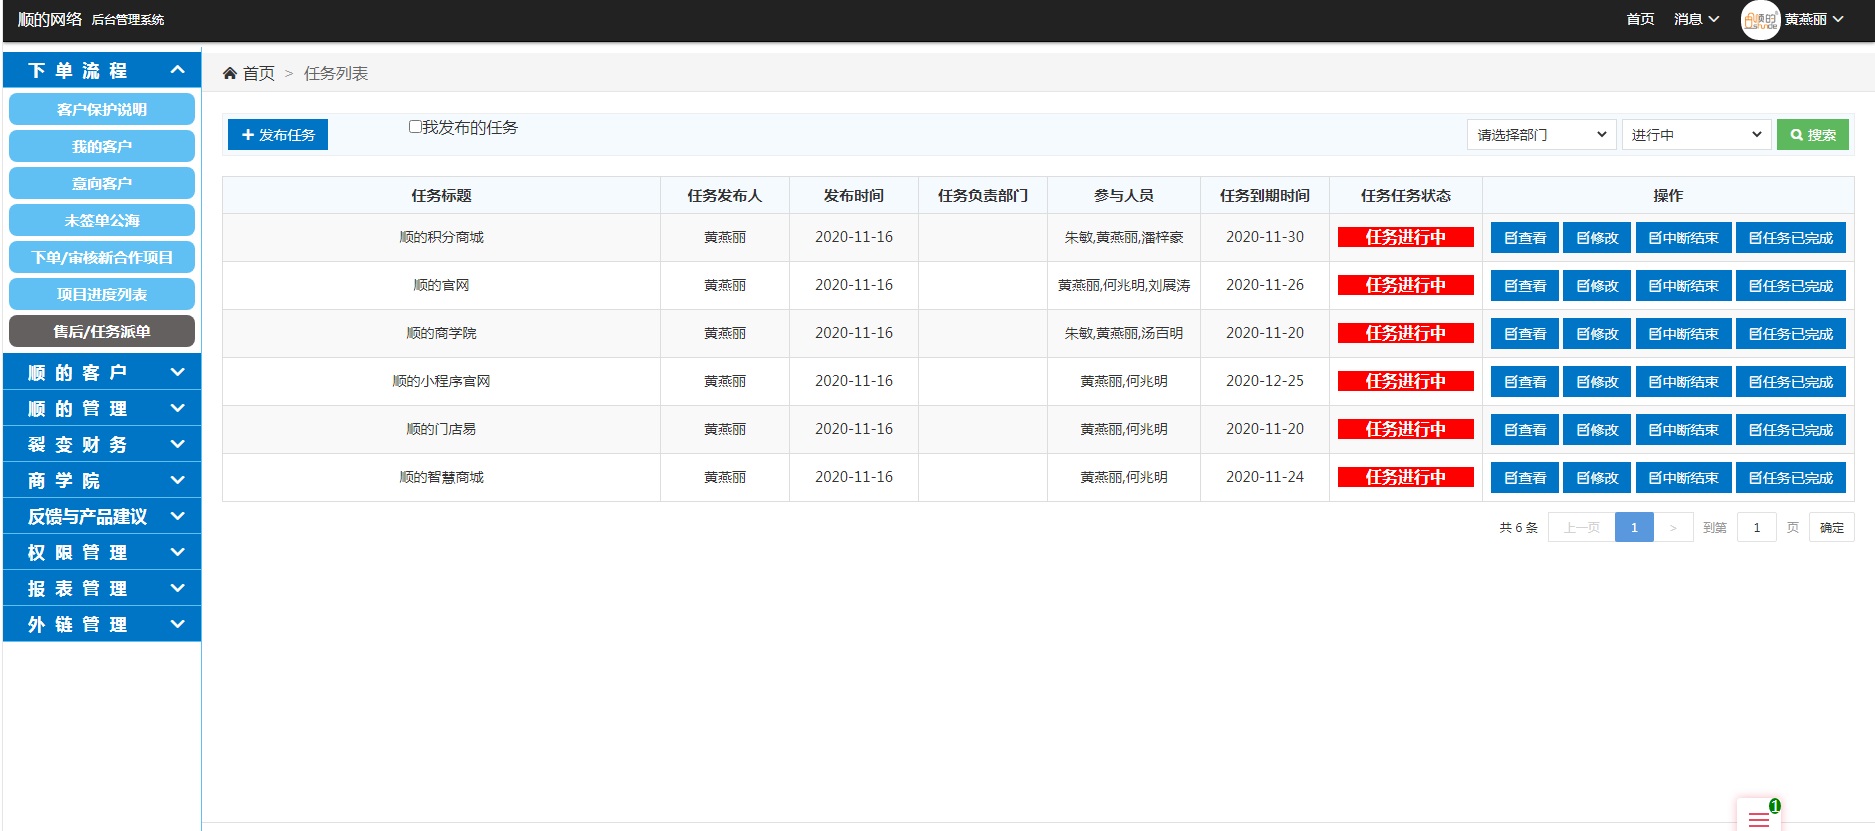 顺的网络 后台管理系统 首页 消息 黄燕丽
下单流程
客户保护说明
我的客户
意向客户
未签单公海
下单/审核新合作项目
项目进度列表
售后/任务派单
顺的客户
顺的管理
裂变财务
商学院
反馈与产品建议
权限管理
报表管理
外链管理
首页 > 任务列表
发布任务 我发布的任务 请选择部门 进行中 搜索
任务标题 任务发布人 发布时间 任务负责部门 参与人员 任务到期时间 任务任务状态 操作
顺的积分商城 黄燕丽 2020-11-16 朱敏,黄燕丽,潘梓豪 2020-11-30 任务进行中 查看 修改 中断结束 任务已完成
顺的官网 黄燕丽 2020-11-16 黄燕丽,何兆明,刘展涛 2020-11-26 任务进行中 查看 修改 中断结束 任务已完成
顺的商学院 黄燕丽 2020-11-16 朱敏,黄燕丽,汤百明 2020-11-20 任务进行中 查看 修改 中断结束 任务已完成
顺的小程序官网 黄燕丽 2020-11-16 黄燕丽,何兆明 2020-12-25 任务进行中 查看 修改 中断结束 任务已完成
顺的门店易 黄燕丽 2020-11-16 黄燕丽,何兆明 2020-11-20 任务进行中 查看 修改 中断结束 任务已完成
顺的智慧商城 黄燕丽 2020-11-16 黄燕丽,何兆明 2020-11-24 任务进行中 查看 修改 中断结束 任务已完成
共 6 条 上一页 1 > 到第 1 页 确定
1